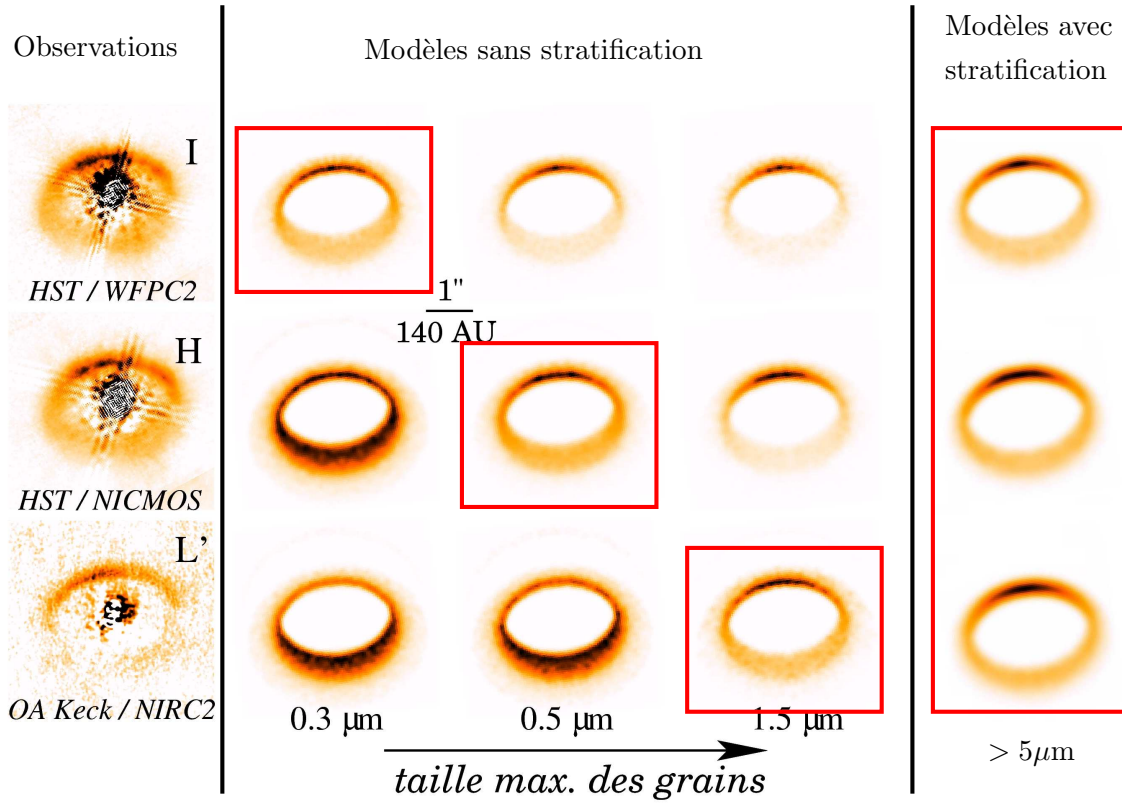 Observations
Modèles sans stratification
Modèles avec
stratification
I
HST / WFPC2
1"
140 AU
H
HST / NICMOS
L’
OA Keck / NIRC2
0.3 µm
0.5 µm
1.5 µm
> 5µm
taille max. des grains